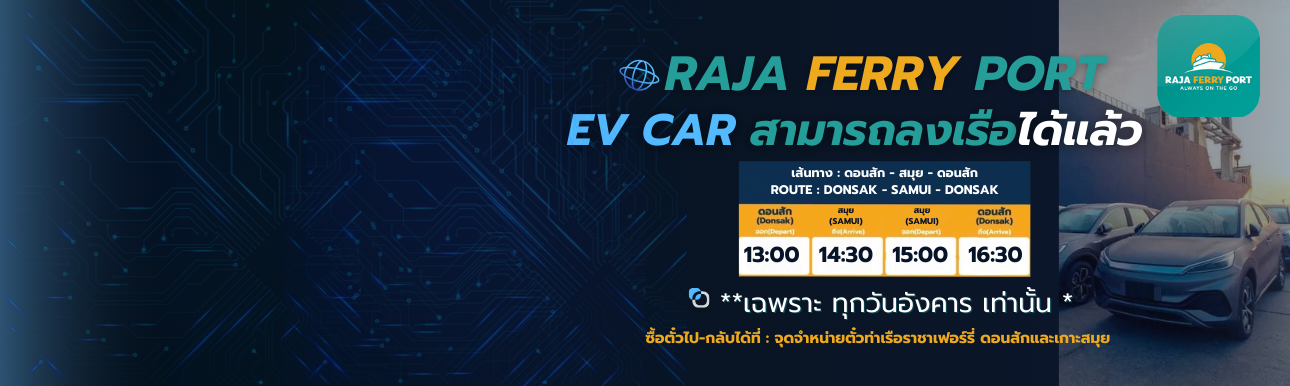 RAJA FERRY PORT
RAJA FERRY PORT
ALWAYS ON THE GO
EV CAR สามารถลงเรือได้แล้ว
เส้นทาง : ดอนสัก - สมุย - ดอนสัก
ROUTE : DONSAK - SAMUI - DONSAK
ดอนสัก สมุย สมุย ดอนสัก
(Donsak) (SAMUI) (SAMUI) (Donsak)
ออก(Depart) ถึง(Arrive) ออก(Depart) ถึง(Arrive)
13:00 14:30 15:00 16:30
**เฉพาะ ทุกวันอังคาร เท่านั้น *
ซื้อตั๋วไป-กลับได้ที่ : จุดจำหน่ายตั๋วท่าเรือราชาเฟอร์รี่ ดอนสักและเกาะสมุย